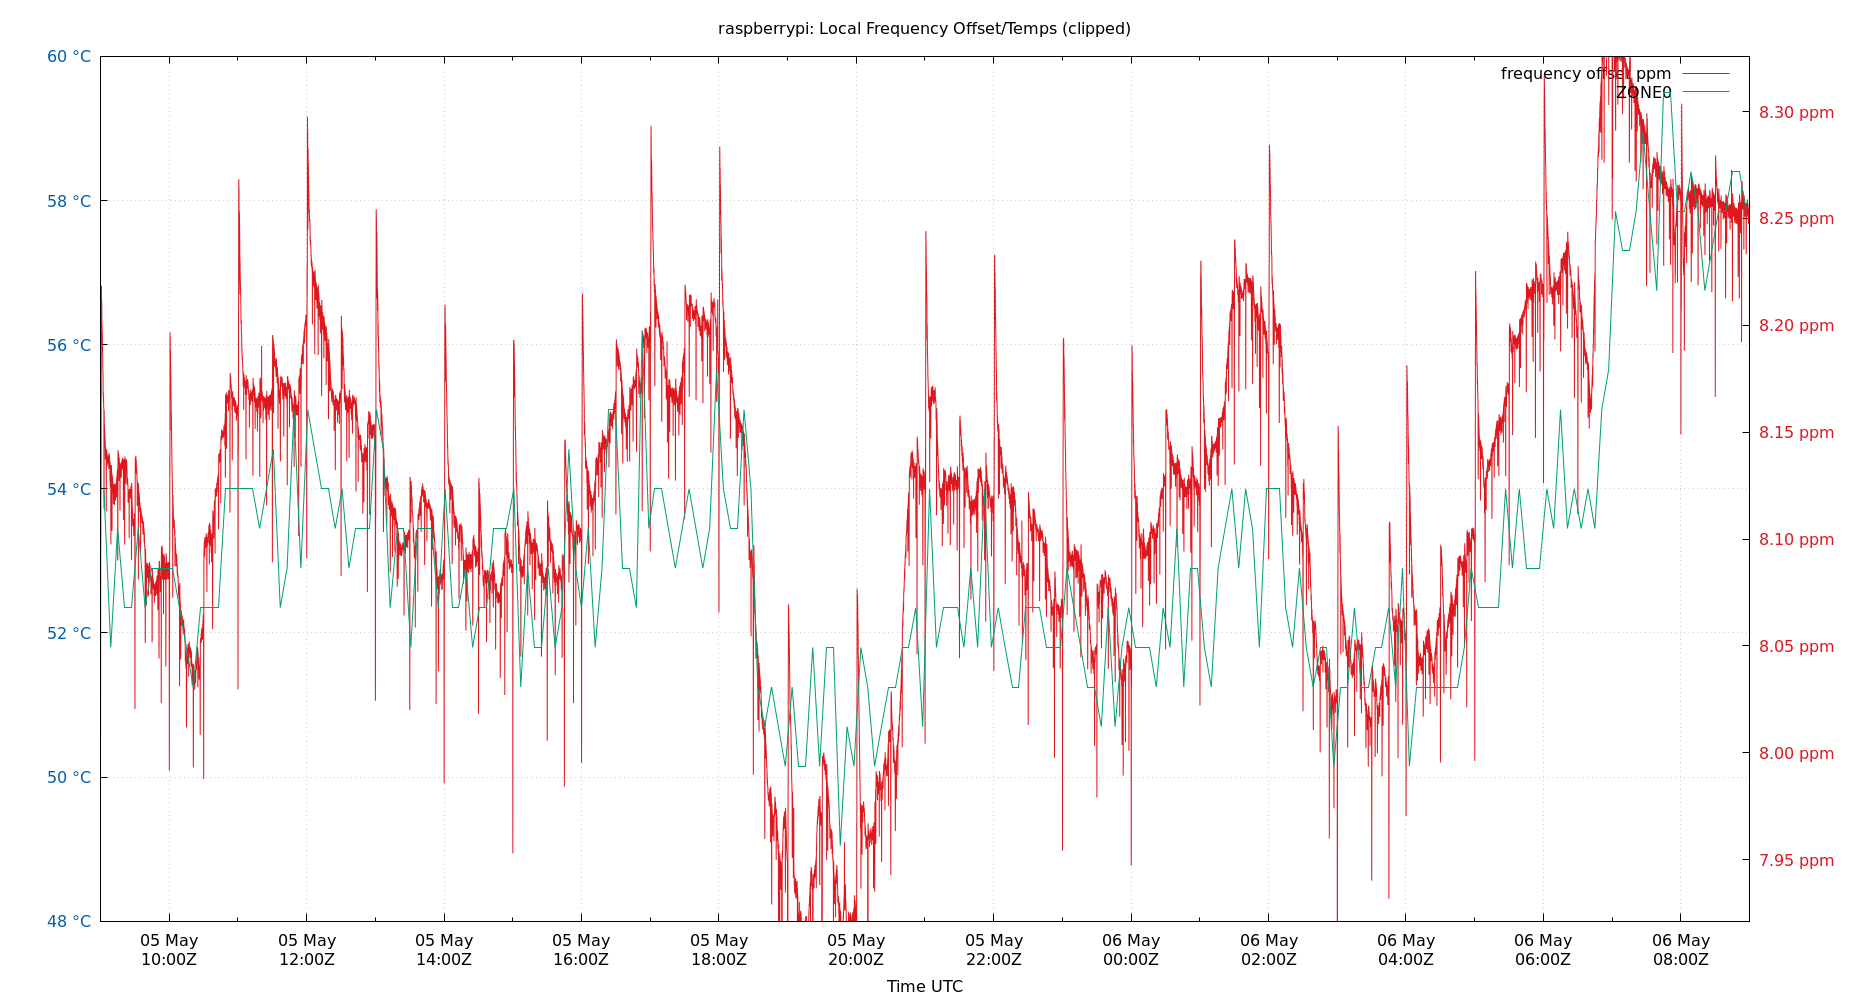 raspberrypi: Local Frequency Offset/Temps (clipped)
60 °C
58 °C
56 °C
54 °C
52 °C
50 °C
48 °C
frequency offset ppm
ZONE0
8.30 ppm
8.25 ppm
8.20 ppm
8.15 ppm
8.10 ppm
8.05 ppm
8.00 ppm
7.95 ppm
05 May 05 May 05 May 05 May 05 May 05 May 05 May 06 May 06 May 06 May 06 May 06 May
10:00Z 12:00Z 14:00Z 16:00Z 18:00Z 20:00Z 22:00Z 00:00Z 02:00Z 04:00Z 06:00Z 08:00Z
Time UTC